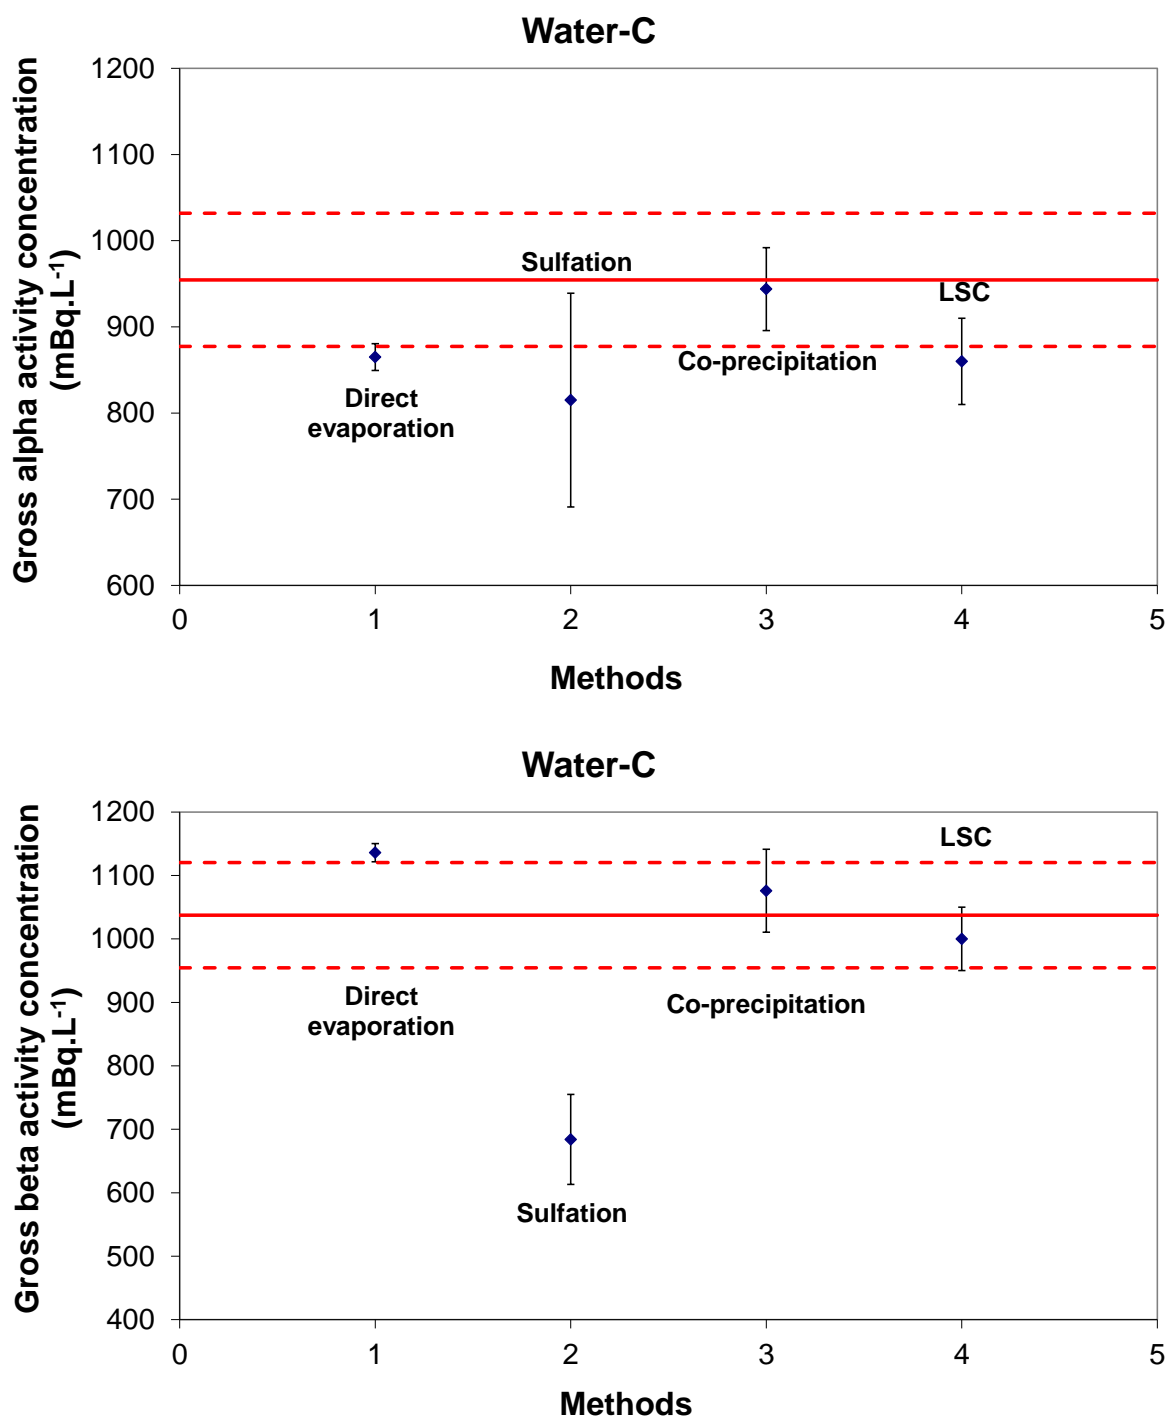 Water-C
Gross alpha activity concentration
(mBq.L-1)
1200
1100
1000
900
800
700
600
Sulfation
LSC
Co-precipitation
Direct
evaporation
0 1 2 3 4 5
Methods
Water-C
Gross beta activity concentration
(mBq.L-1)
1200
1100
1000
900
800
700
600
500
400
LSC
Direct
evaporation
Co-precipitation
Sulfation
0 1 2 3 4 5
Methods